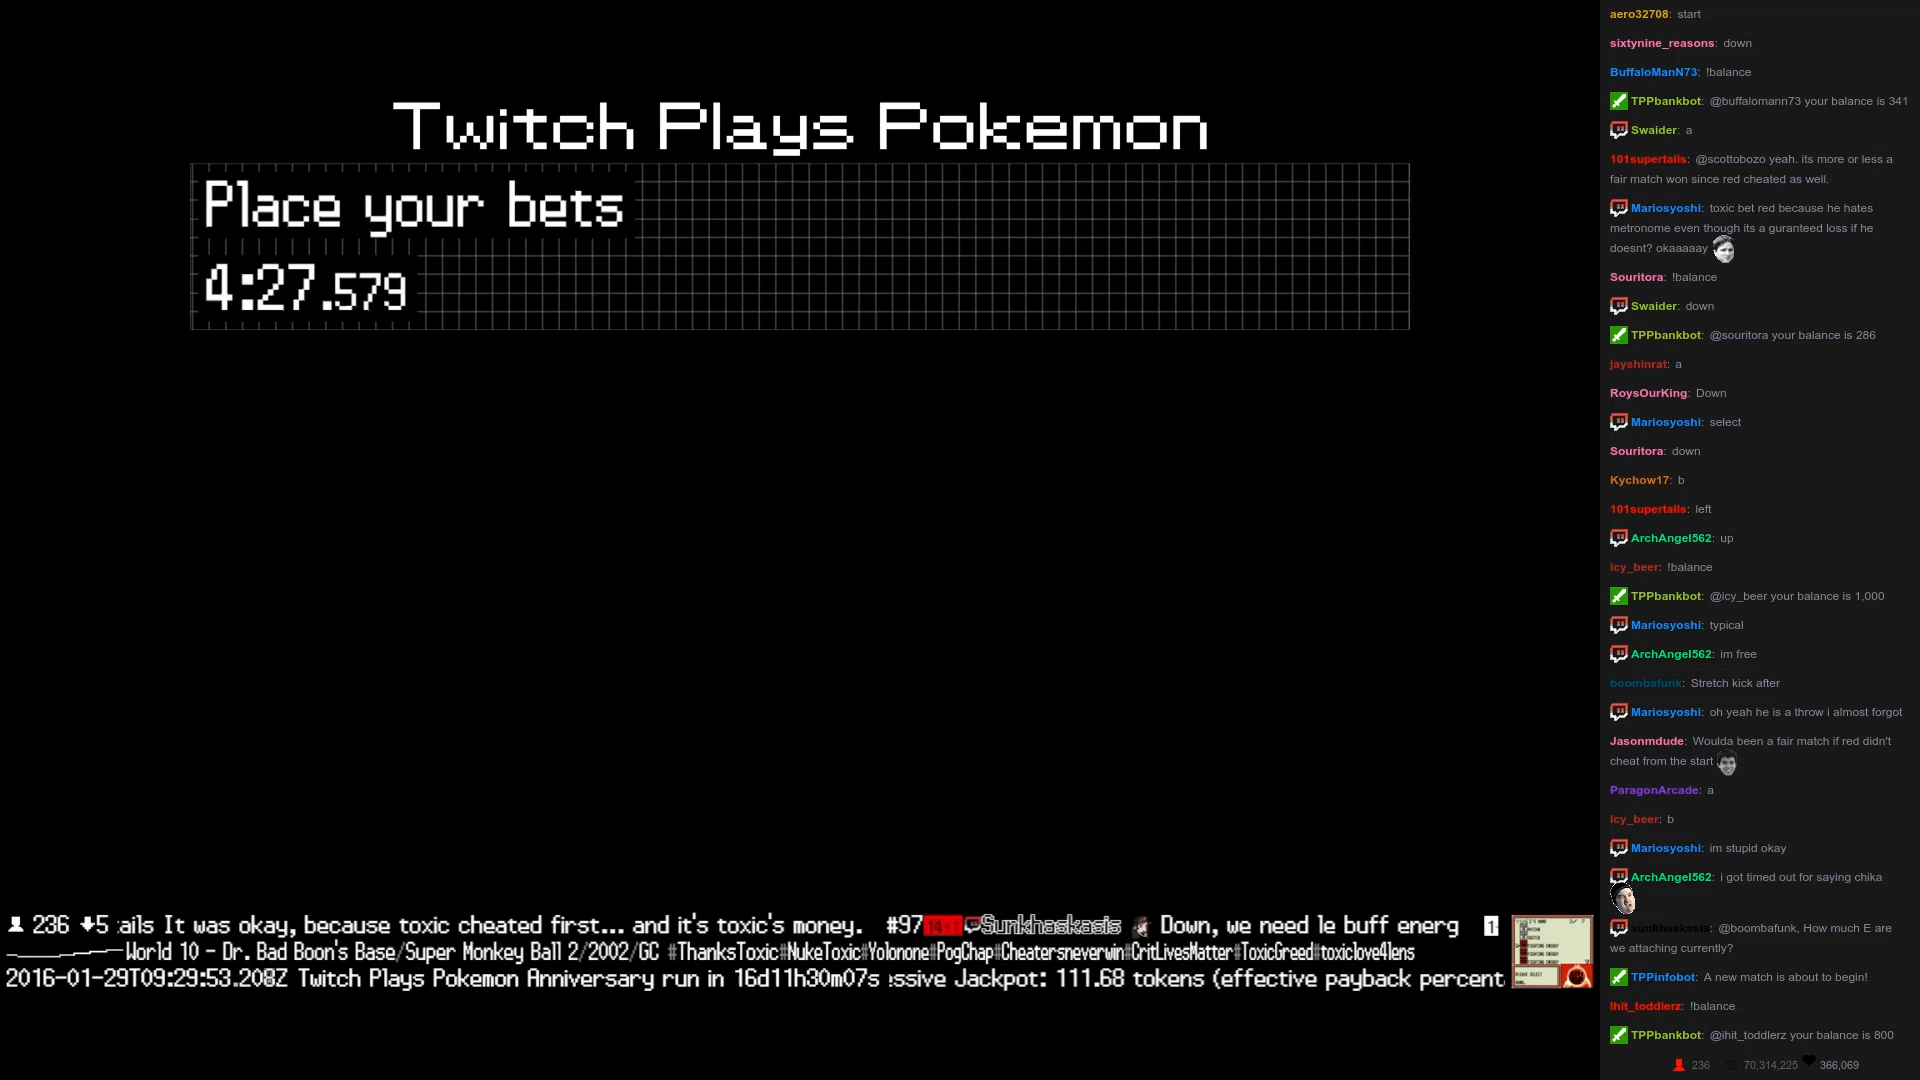 Twitch Plays Pokemon
Place your bets
4:27.579
236 5 ails It was okay, because toxic cheated first... and it's toxic's money. #97 14+1 Sunkhaskasis Down, we need le buff energ 1
World 10 - Dr. Bad Boon's Base/Super Monkey Ball 2/2002/GC #ThanksToxic#NukeToxic#Yolonone#PogChap#Cheatersneverwin#CritLivesMatter#ToxicGreed#toxiclove4lens
2016-01-29T09:29:53.208Z Twitch Plays Pokemon Anniversary run in 16d11h30m07s essive Jackpot: 111.68 tokens (effective payback percent
aero32708: start
sixtynine_reasons: down
BuffaloManN73: !balance
TPPbankbot: @buffalomann73 your balance is 341
Swaider: a
101supertails: @scottobozo yeah. its more or less a
fair match won since red cheated as well.
Mariosyoshi: toxic bet red because he hates
metronome even though its a guranteed loss if he
doesnt? okaaaaay
Souritora: !balance
Swaider: down
TPPbankbot: @souritora your balance is 286
jayshinrat: a
RoysOurKing: Down
Mariosyoshi: select
Souritora: down
Kychow17: b
101supertails: left
ArchAngel562: up
Icy_beer: !balance
TPPbankbot: @icy_beer your balance is 1,000
Mariosyoshi: typical
ArchAngel562: im free
boombafunk: Stretch kick after
Mariosyoshi: oh yeah he is a throw i almost forgot
Jasonmdude: Woulda been a fair match if red didn't
cheat from the start
ParagonArcade: a
Icy_beer: b
Mariosyoshi: im stupid okay
ArchAngel562: i got timed out for saying chika
sunkhaskasis: @boombafunk, How much E are
we attaching currently?
TPPinfobot: A new match is about to begin!
Ihit_toddlerz: !balance
TPPbankbot: @ihit_toddlerz your balance is 800
236 70,314,225 366,069